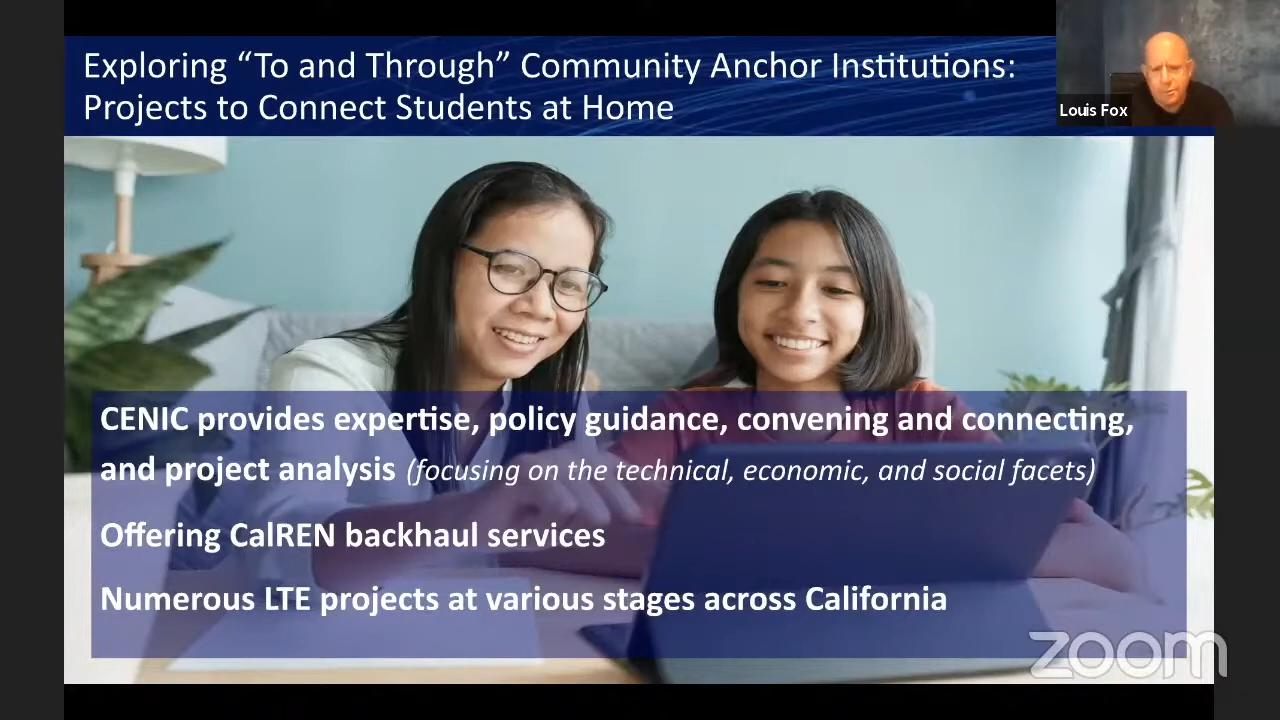 Exploring “To and Through” Community Anchor Institutions:
Projects to Connect Students at Home
Louis Fox
CENIC provides expertise, policy guidance, convening and connecting,
and project analysis (focusing on the technical, economic, and social facets)
Offering CalREN backhaul services
Numerous LTE projects at various stages across California
zoom